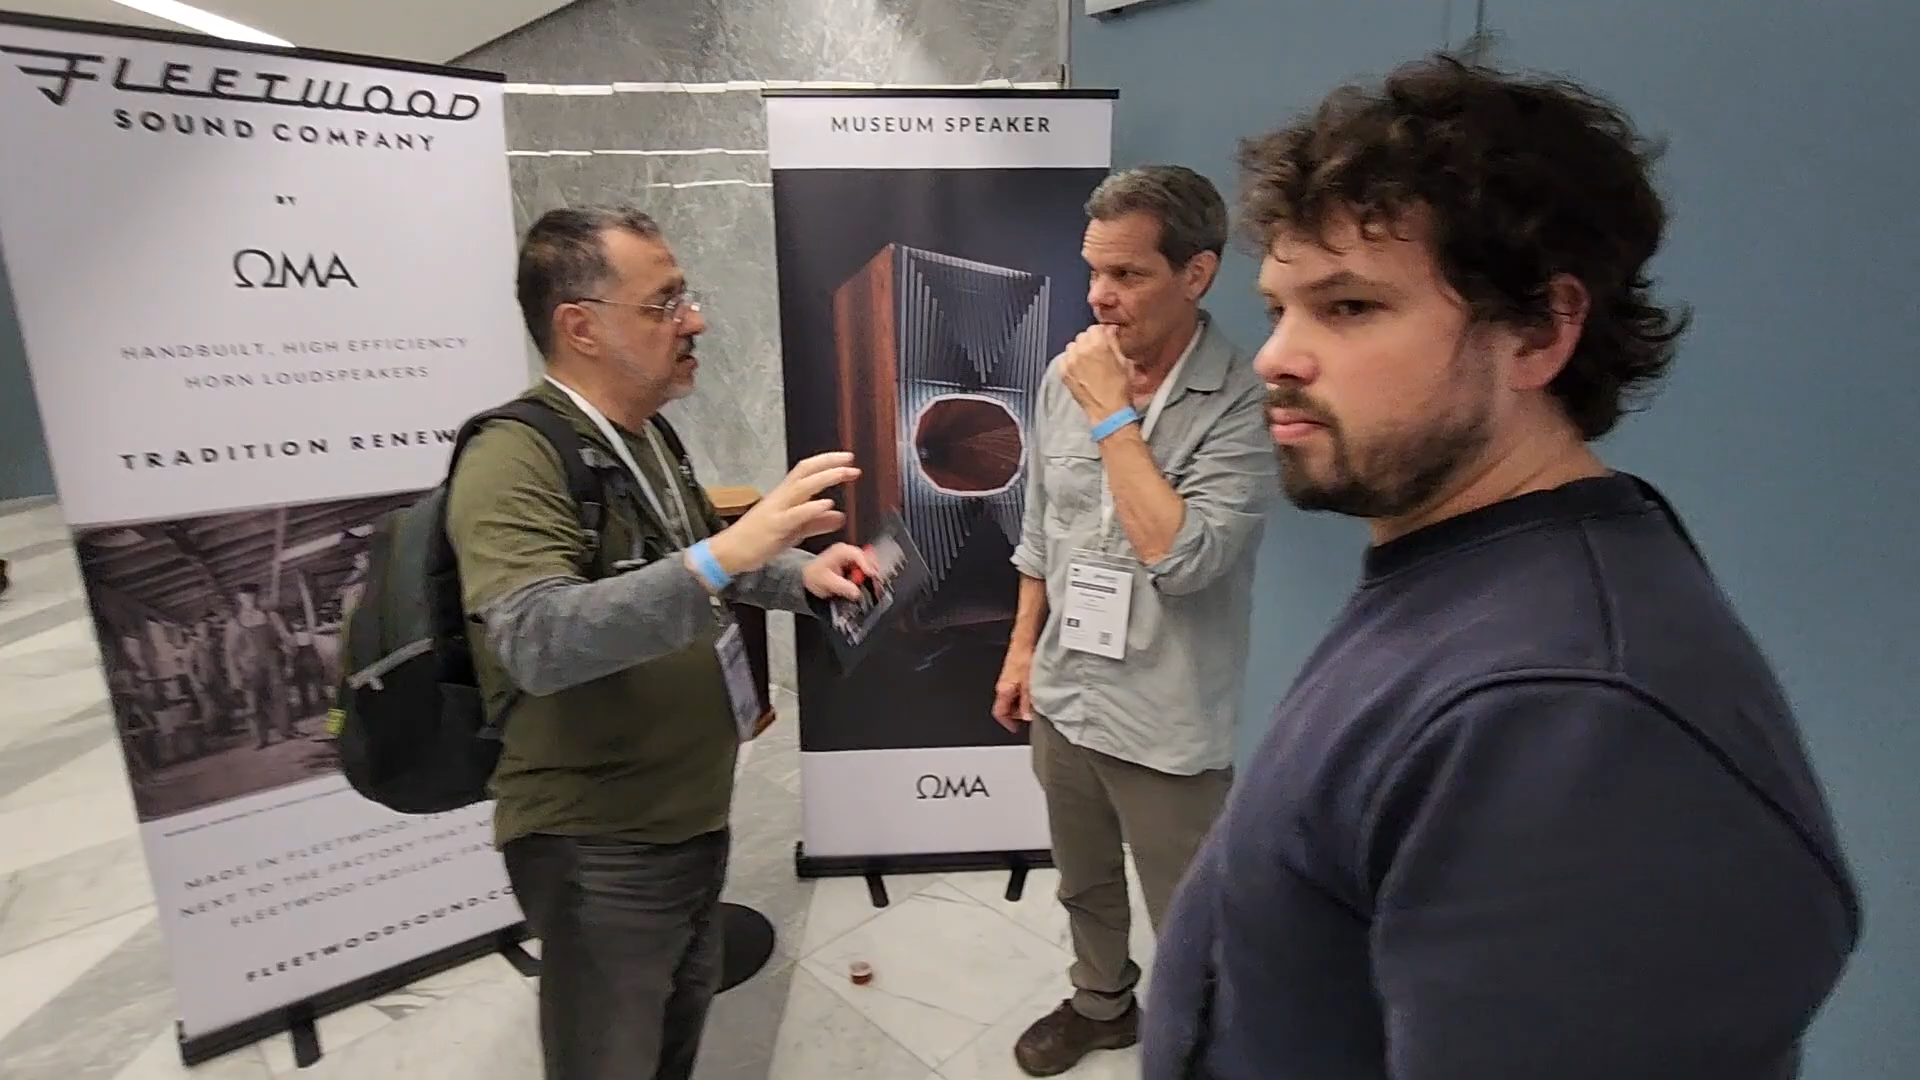 FLEETWOOD
SOUND COMPANY
BY
ΩMA
HANDBUILT, HIGH EFFICIENCY
HORN LOUDSPEAKERS
TRADITION RENEW
MADE IN FLEETWOOD,
NEXT TO THE FACTORY THAT
FLEETWOOD CADILLAC
FLEETWOODSOUND.CO
MUSEUM SPEAKER
ΩMA